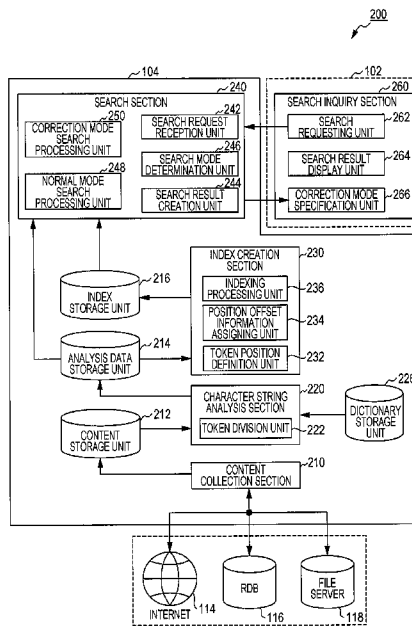 200
104
102
240
SEARCH SECTION
250
CORRECTION MODE
SEARCH
PROCESSING UNIT
248
NORMAL MODE
SEARCH
PROCESSING UNIT
242
SEARCH REQUEST
RECEPTION UNIT
246
SEARCH MODE
DETERMINATION UNIT
244
SEARCH RESULT
CREATION UNIT
260
SEARCH INQUIRY SECTION
SEARCH
REQUESTING UNIT
262
SEARCH RESULT
DISPLAY UNIT
264
CORRECTION MODE
SPECIFICATION UNIT
266
216
INDEX
STORAGE UNIT
INDEX CREATION
SECTION
230
INDEXING
PROCESSING UNIT
236
POSITION OFFSET
INFORMATION
ASSIGNING UNIT
234
TOKEN POSITION
DEFINITION UNIT
232
214
ANALYSIS DATA
STORAGE UNIT
220
CHARACTER STRING
ANALYSIS SECTION
TOKEN DIVISION UNIT
222
226
DICTIONARY
STORAGE
UNIT
212
CONTENT
STORAGE UNIT
CONTENT
COLLECTION SECTION
210
INTERNET
114
RDB
116
FILE
SERVER
118